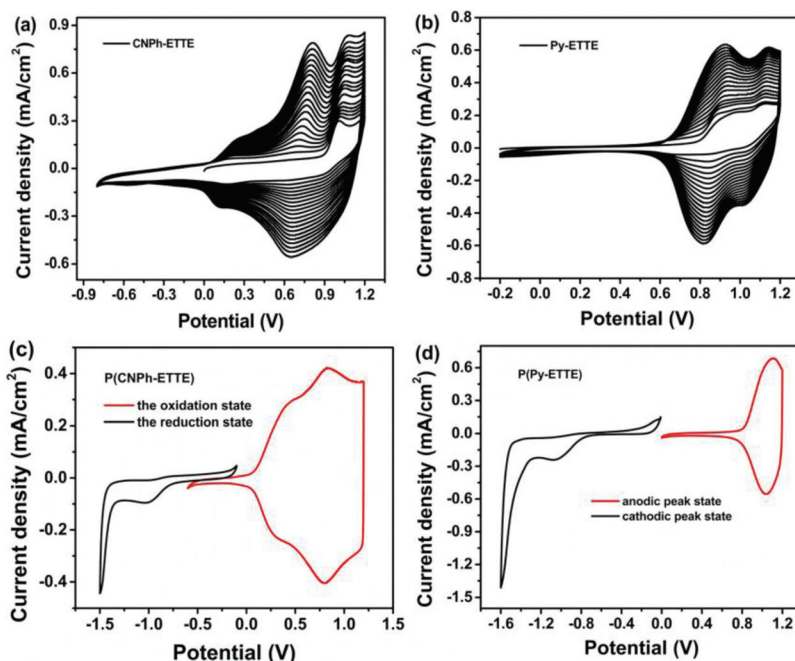 (a)
CNPh-ETTE
Current density (mA/cm²)
0.9
0.6
0.3
0.0
-0.3
-0.6
-0.9 -0.6 -0.3 0.0 0.3 0.6 0.9 1.2
Potential (V)
(b)
Py-ETTE
Current density (mA/cm²)
0.8
0.6
0.4
0.2
0.0
-0.2
-0.4
-0.6
-0.8
-0.2 0.0 0.2 0.4 0.6 0.8 1.0 1.2
Potential (V)
(c)
P(CNPh-ETTE)
the oxidation state
the reduction state
Current density (mA/cm²)
0.4
0.2
0.0
-0.2
-0.4
-1.5 -1.0 -0.5 0.0 0.5 1.0 1.5
Potential (V)
(d)
P(Py-ETTE)
anodic peak state
cathodic peak state
Current density (mA/cm²)
0.6
0.3
0.0
-0.3
-0.6
-0.9
-1.2
-1.5
-1.6 -1.2 -0.8 -0.4 0.0 0.4 0.8 1.2
Potential (V)